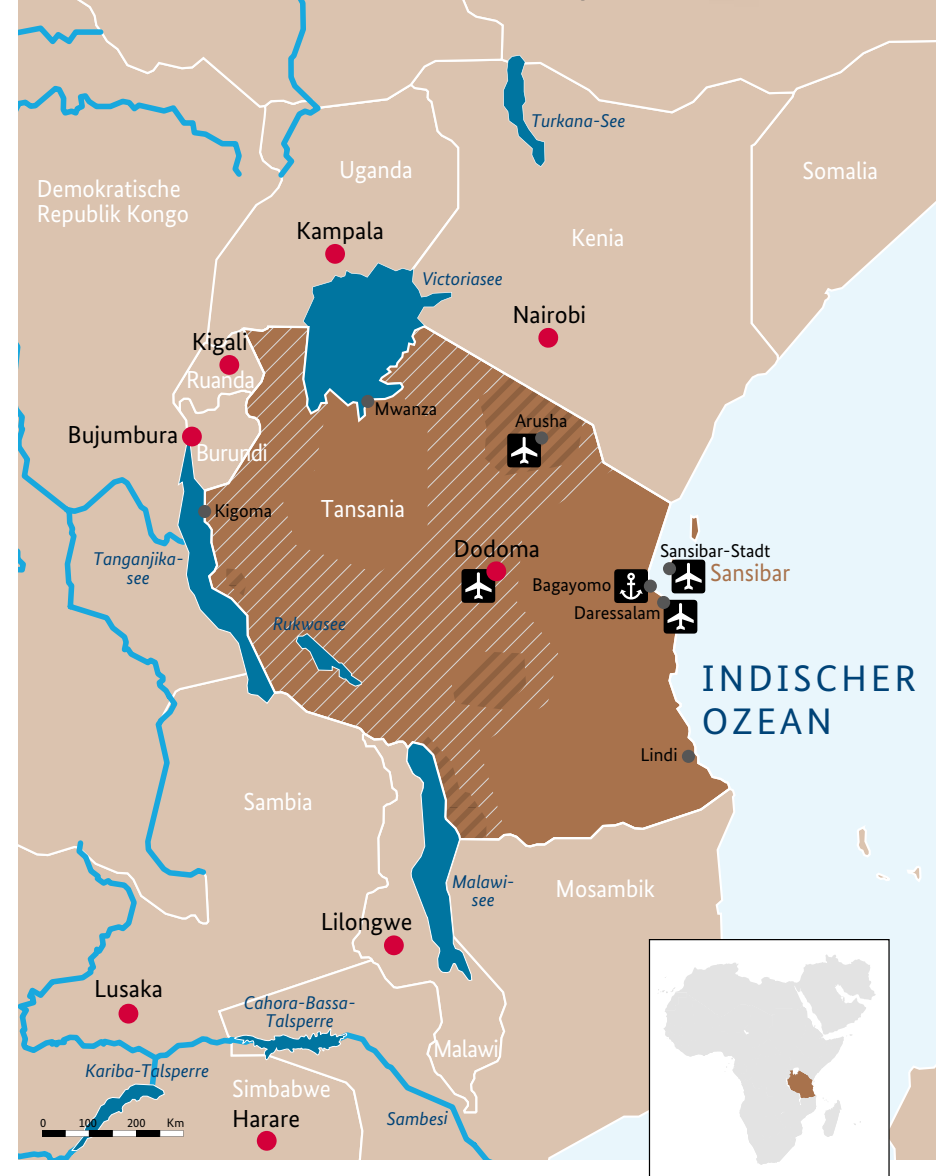 Turkana-See
Uganda
Somalia
Demokratische
Republik Kongo
Kampala
Kenia
Victoriasee
Nairobi
Kigali
Ruanda
Mwanza
Arusha
Bujumbura
Burundi
Tansania
Kigoma
Dodoma
Sansibar-Stadt
Tanganjika-
see
Sansibar
Bagayomo
Daressalam
Rukwasee
INDISCHER
OZEAN
Lindi
Sambia
Malawi-
see
Mosambik
Lilongwe
Lusaka
Cahora-Bassa-
Talsperre
Malawi
Kariba-Talsperre
Simbabwe
Harare
Sambesi
0 100 200 Km